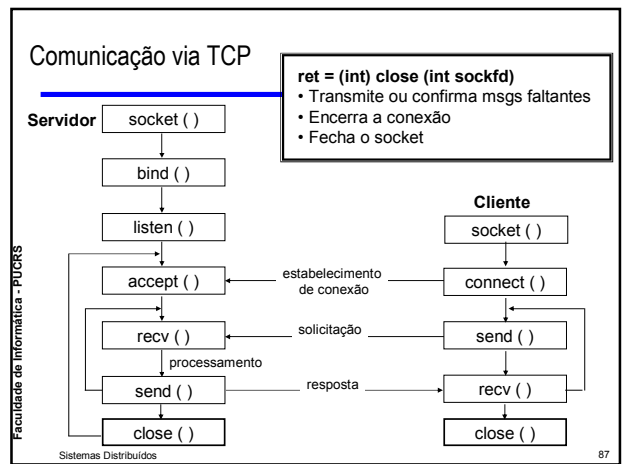 Comunicação via TCP
ret = (int) close (int sockfd)
• Transmite ou confirma msgs faltantes
• Encerra a conexão
• Fecha o socket
Servidor
socket ( )
bind ( )
listen ( )
accept ( )
recv ( )
processamento
send ( )
close ( )
estabelecimento
de conexão
solicitação
resposta
Cliente
socket ( )
connect ( )
send ( )
recv ( )
close ( )
Faculdade de Informática - PUCRS
Sistemas Distribuídos
87